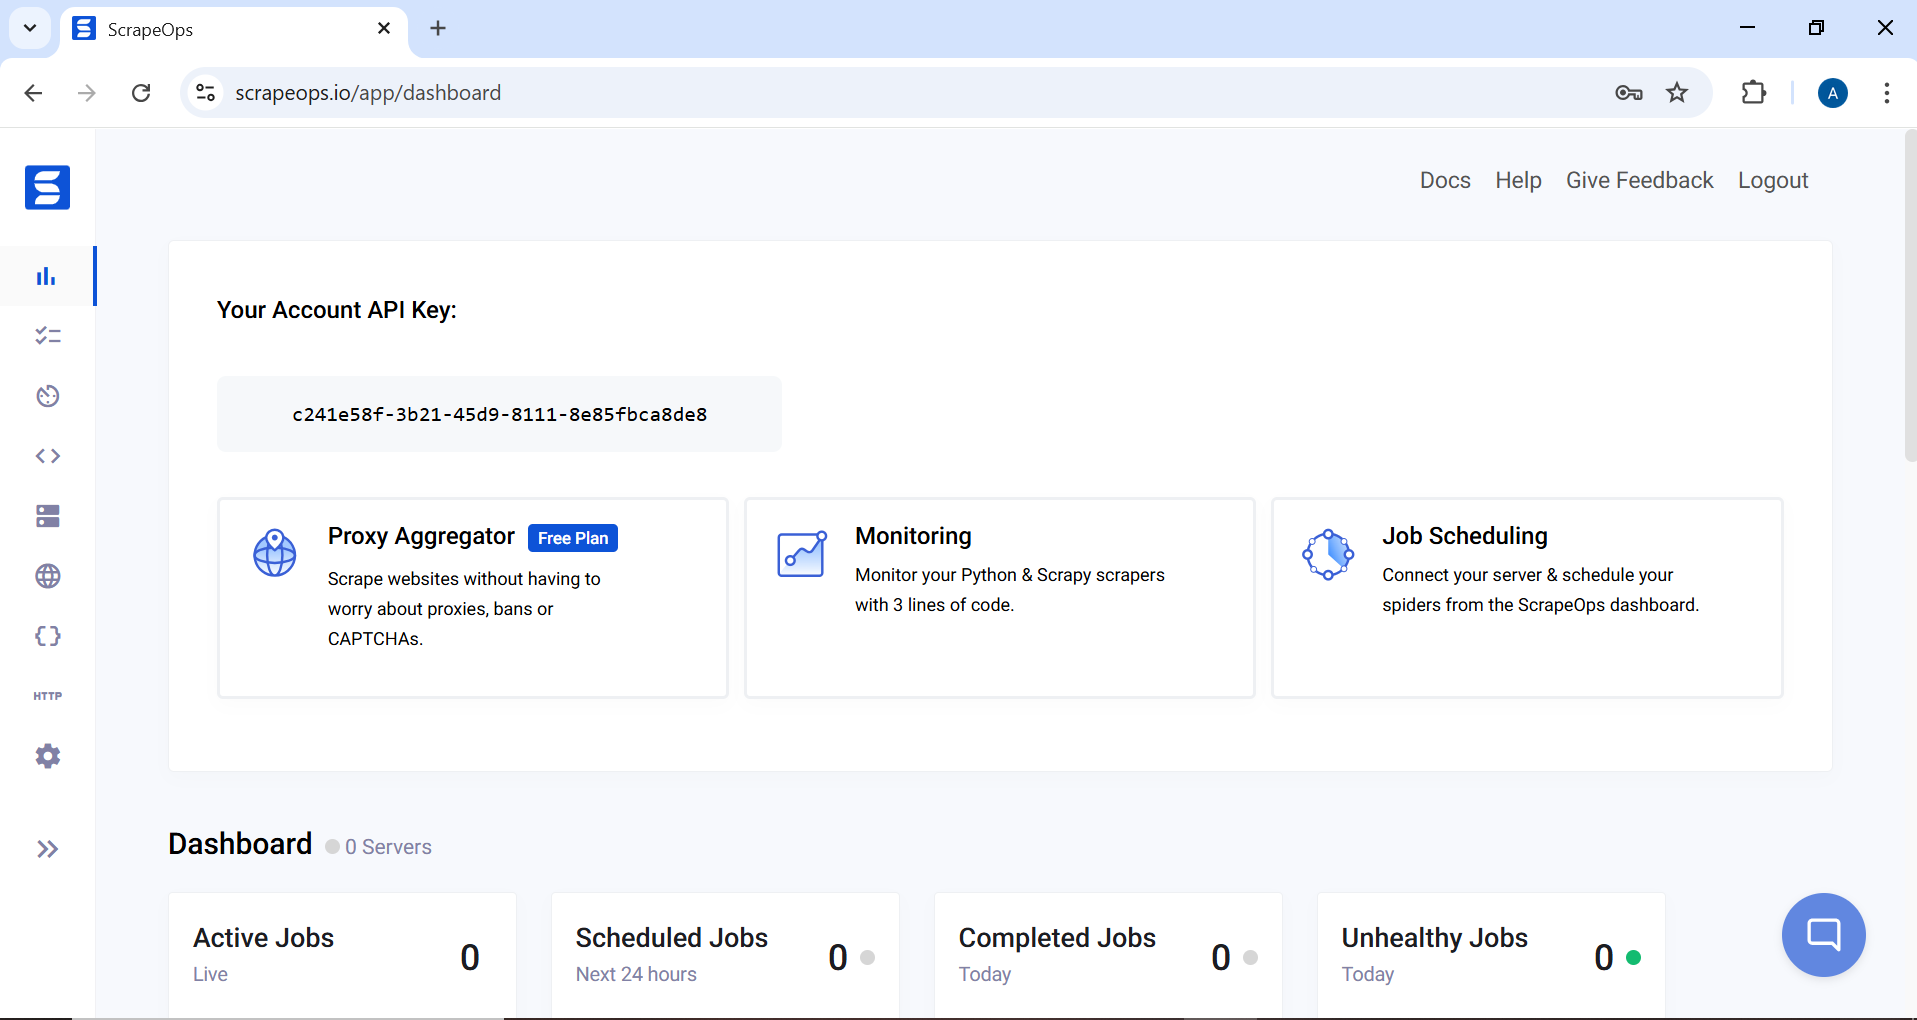 ScrapeOps
scrapeops.io/app/dashboard
A
Docs Help Give Feedback Logout
Your Account API Key:
c241e58f-3b21-45d9-8111-8e85fbca8de8
Proxy Aggregator Free Plan
Scrape websites without having to
worry about proxies, bans or
CAPTCHAs.
Monitoring
Monitor your Python & Scrapy scrapers
with 3 lines of code.
Job Scheduling
Connect your server & schedule your
spiders from the ScrapeOps dashboard.
HTTP
Dashboard 0 Servers
Active Jobs
Live
0
Scheduled Jobs
Next 24 hours
0
Completed Jobs
Today
0
Unhealthy Jobs
Today
0